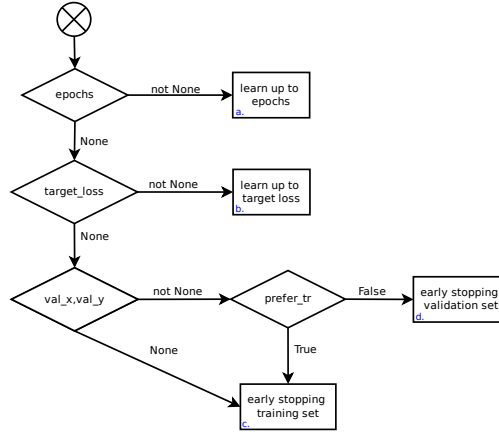 epochs
not None
learn up to
epochs
a.
None
target_loss
not None
learn up to
target loss
b.
None
val_x,val_y
not None
prefer_tr
False
early stopping
validation set
d.
None
True
early stopping
training set
c.